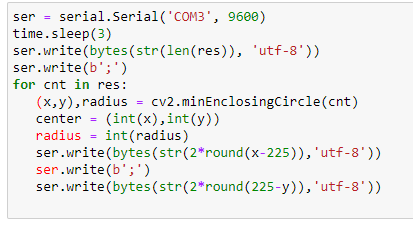 ser = serial.Serial('COM3', 9600)
time.sleep(3)
ser.write(bytes(str(len(res)), 'utf-8'))
ser.write(b';')
for cnt in res:
    (x,y),radius = cv2.minEnclosingCircle(cnt)
    center = (int(x),int(y))
    radius = int(radius)
    ser.write(bytes(str(2*round(x-225)),'utf-8'))
    ser.write(b';')
    ser.write(bytes(str(2*round(225-y)),'utf-8'))